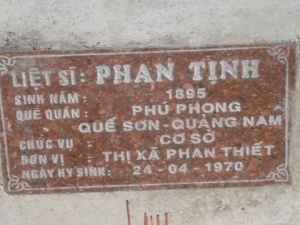 LIỆT SĨ: PHAN TỊNH
SINH NĂM : 1895
QUÊ QUÁN : PHÚ PHONG
QUẾ SƠN-QUẢNG NAM
CHỨC VỤ : CƠ SỞ
ĐƠN VỊ : THỊ XÃ PHAN THIẾT
NGÀY HY SINH: 24-04-1970